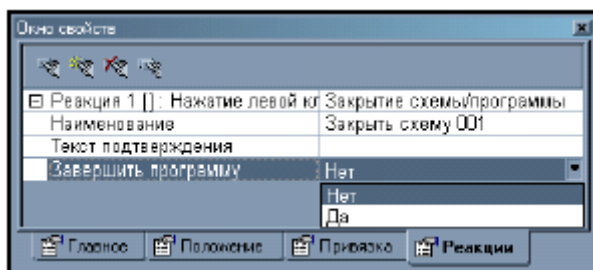 Окно свойств
Реакция 1 [] : Нажатие левой кл Закрытие схемы/программы
Наименование Закрыть схему 001
Текст подтверждения
Завершить программу Нет
Нет
Да
Главное Положение Привязка Реакции